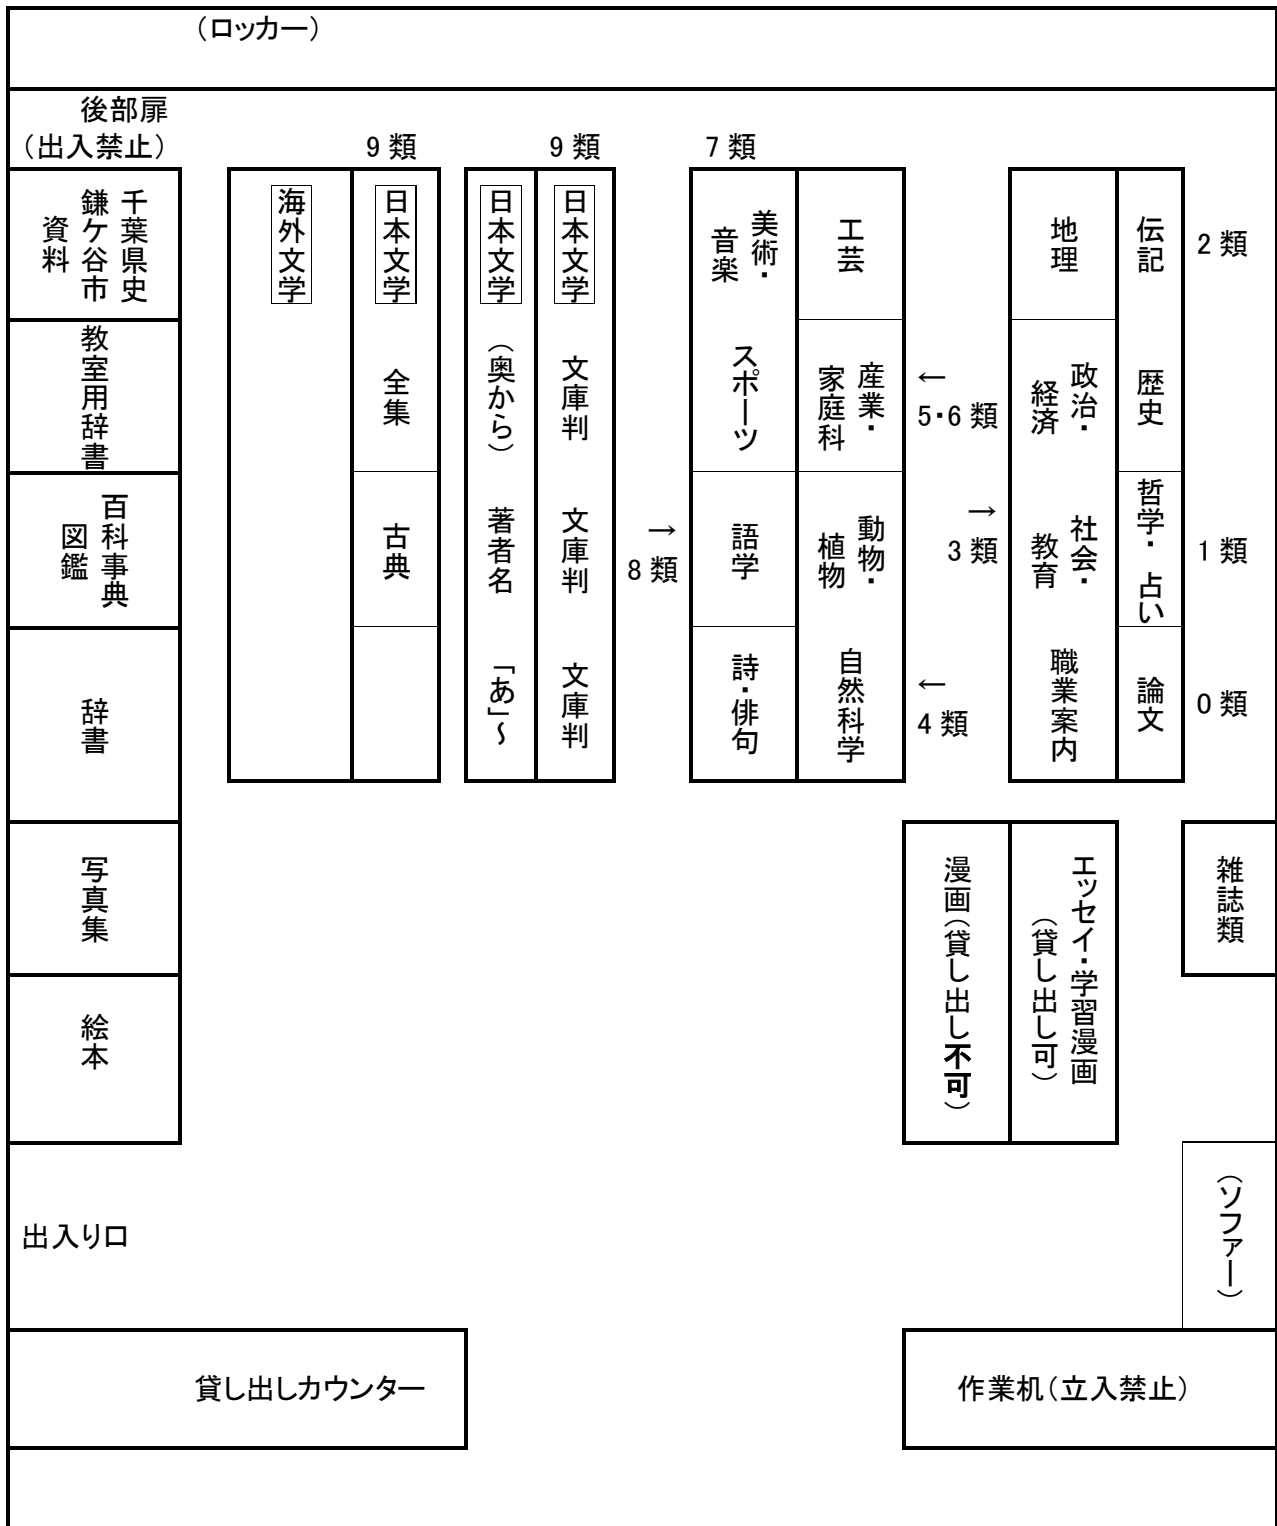 （ロッカー）
後部扉
（出入禁止）
9 類
9 類
7 類
千葉県史
鎌ケ谷市
資料
教室用辞書
百科事典
図鑑
辞書
写真集
絵本
海外文学
日本文学
全集
古典
日本文学
（奥から）
著者名
「あ」～
日本文学
文庫判
文庫判
文庫判
→
8 類
美術・
音楽
スポーツ
語学
詩・俳句
工芸
産業・
家庭科
動物・
植物
自然科学
←
5・6 類
→
3 類
←
4 類
地理
政治・
経済
社会・
教育
職業案内
伝記
歴史
哲学・占い
論文
2 類
1 類
0 類
漫画（貸し出し不可）
エッセイ・学習漫画
（貸し出し可）
雑誌類
（ソファー）
出入り口
貸し出しカウンター
作業机（立入禁止）